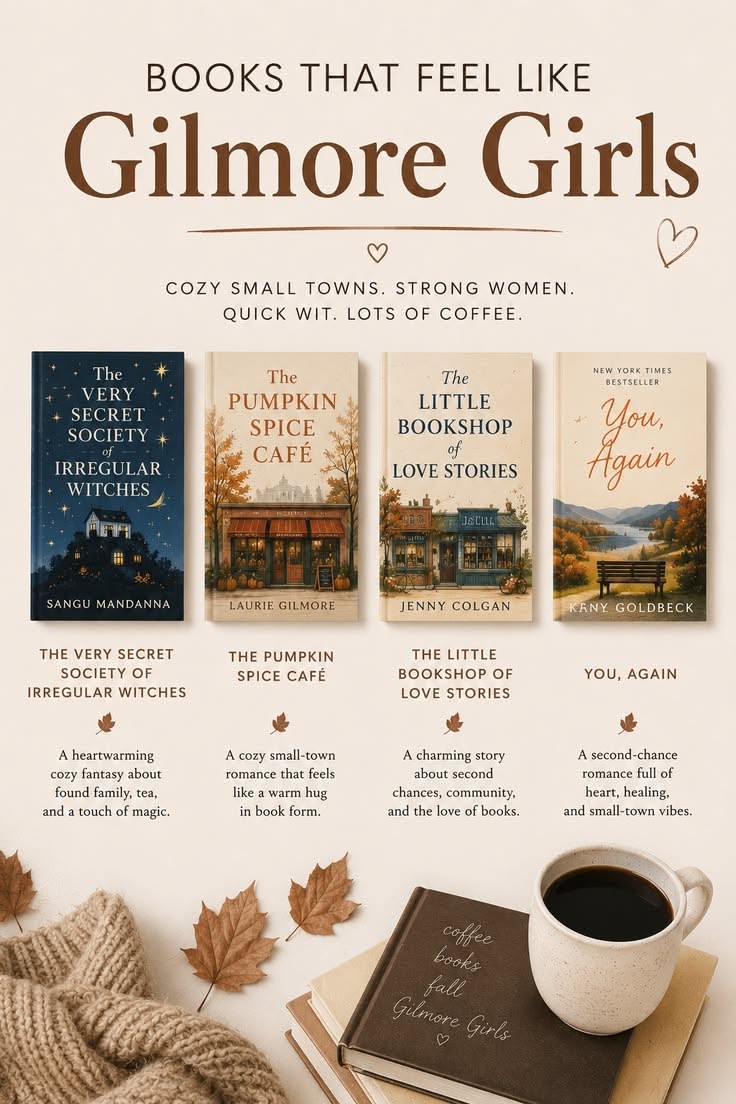 BOOKS THAT FEEL LIKE
Gilmore Girls
COZY SMALL TOWNS. STRONG WOMEN.
QUICK WIT. LOTS OF COFFEE.
The
VERY
SECRET
SOCIETY
of
IRREGULAR
WITCHES
SANGU MANDANNA
The
PUMPKIN
SPICE
CAFÉ
LAURIE GILMORE
The
LITTLE
BOOKSHOP
of
LOVE STORIES
JENNY COLGAN
NEW YORK TIMES
BESTSELLER
You,
Again
KANY GOLDBECK
THE VERY SECRET
SOCIETY OF
IRREGULAR WITCHES
THE PUMPKIN
SPICE CAFÉ
THE LITTLE
BOOKSHOP OF
LOVE STORIES
YOU, AGAIN
A heartwarming
cozy fantasy about
found family, tea,
and a touch of magic.
A cozy small-town
romance that feels
like a warm hug
in book form.
A charming story
about second
chances, community,
and the love of books.
A second-chance
romance full of
heart, healing,
and small-town vibes.
coffee
books
fall
Gilmore Girls